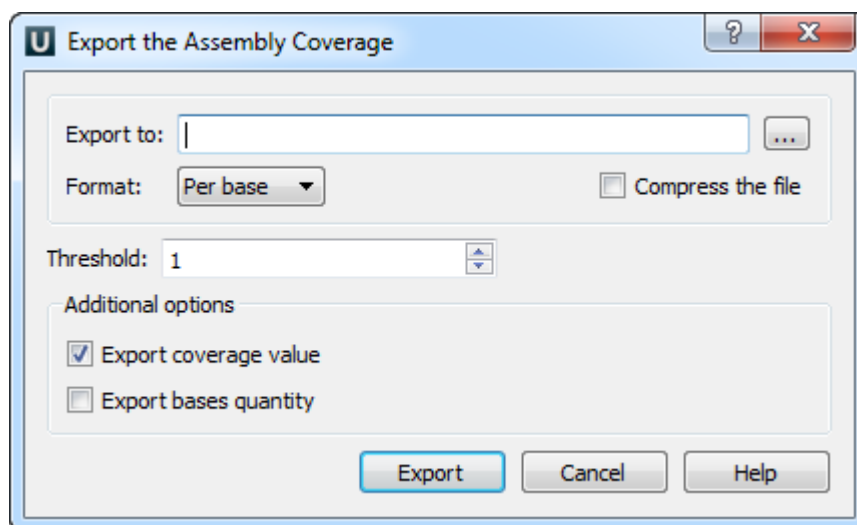 U Export the Assembly Coverage ? X
Export to: ...
Format: Per base Compress the file
Threshold: 1
Additional options
Export coverage value
Export bases quantity
Export Cancel Help